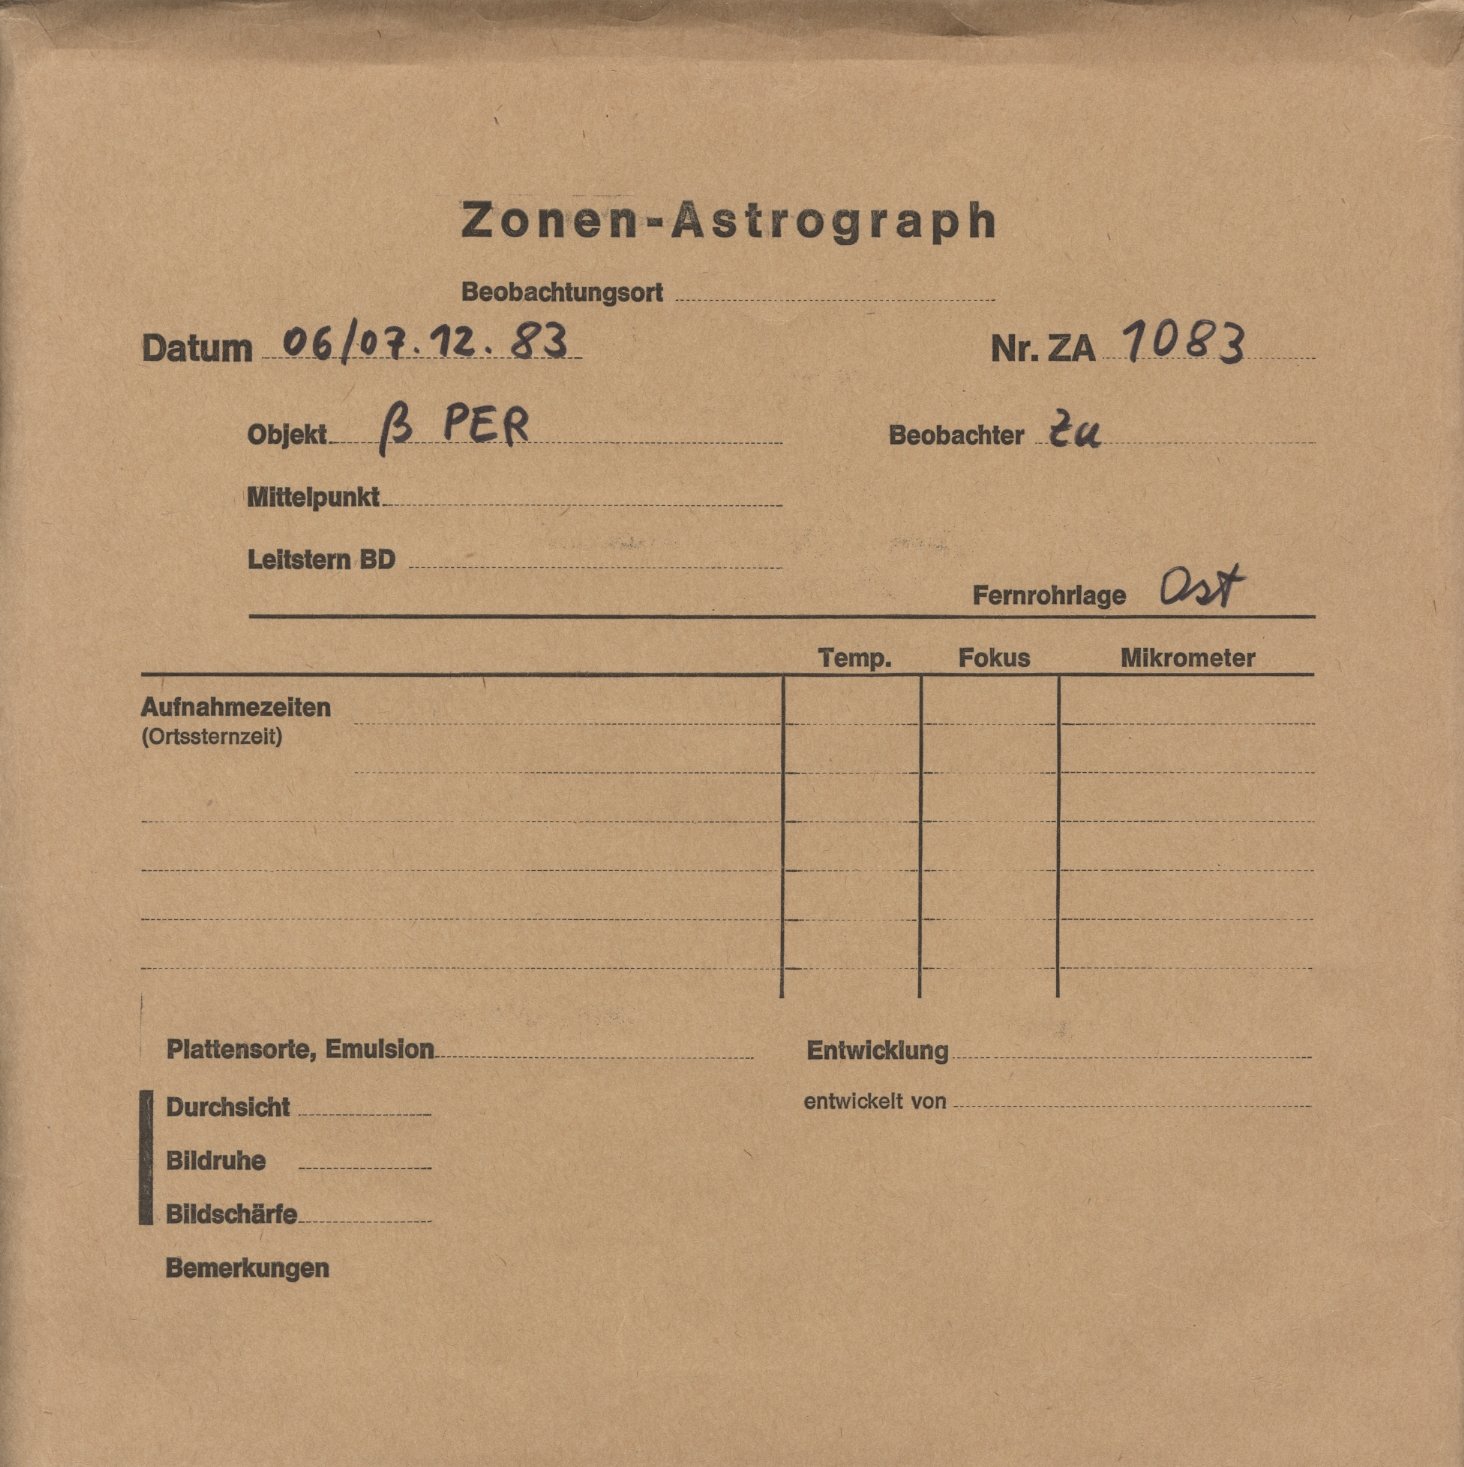 Zonen-Astrograph
Beobachtungsort
Datum 06/07.12.83 Nr. ZA 1083
Objekt β PER Beobachter Zu
Mittelpunkt
Leitstern BD
Fernrohrlage Ost
Temp. Fokus Mikrometer
Aufnahmezeiten
(Ortssternzeit)
Plattensorte, Emulsion Entwicklung
Durchsicht entwickelt von
Bildruhe
Bildschärfe
Bemerkungen